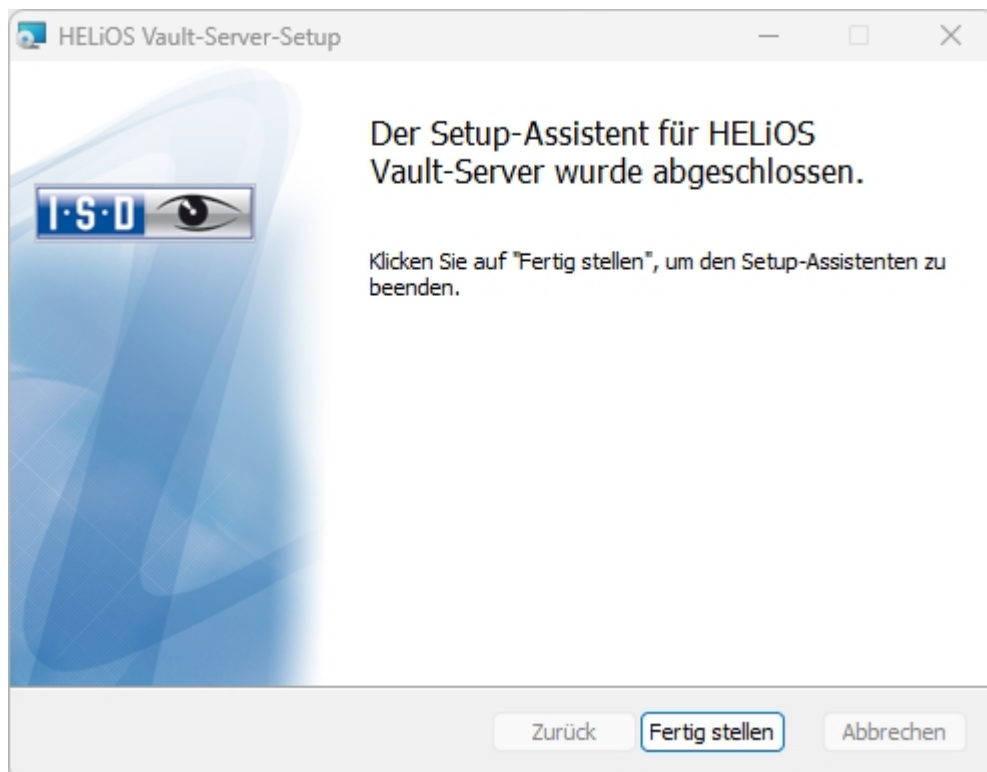 HELiOS Vault-Server-Setup
Der Setup-Assistent für HELiOS
Vault-Server wurde abgeschlossen.
I·S·D
Klicken Sie auf "Fertig stellen", um den Setup-Assistenten zu
beenden.
Zurück
Fertig stellen
Abbrechen